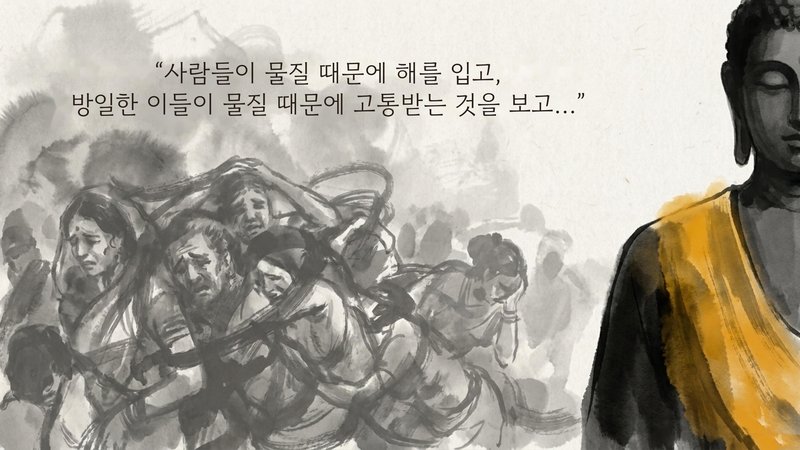 “사람들이 물질 때문에 해를 입고,
방일한 이들이 물질 때문에 고통받는 것을 보고...”